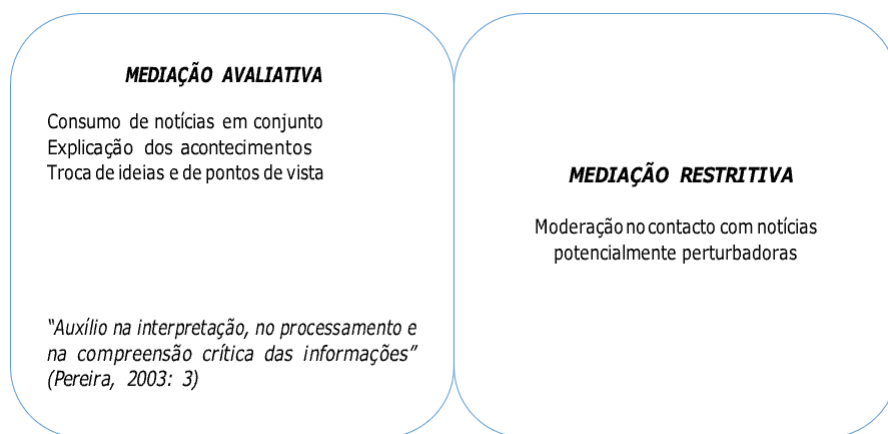 MEDIAÇÃO AVALIATIVA
Consumo de notícias em conjunto
Explicação dos acontecimentos
Troca de ideias e de pontos de vista
“Auxílio na interpretação, no processamento e
na compreensão crítica das informações”
(Pereira, 2003: 3)
MEDIAÇÃO RESTRITIVA
Moderação no contacto com notícias
potencialmente perturbadoras